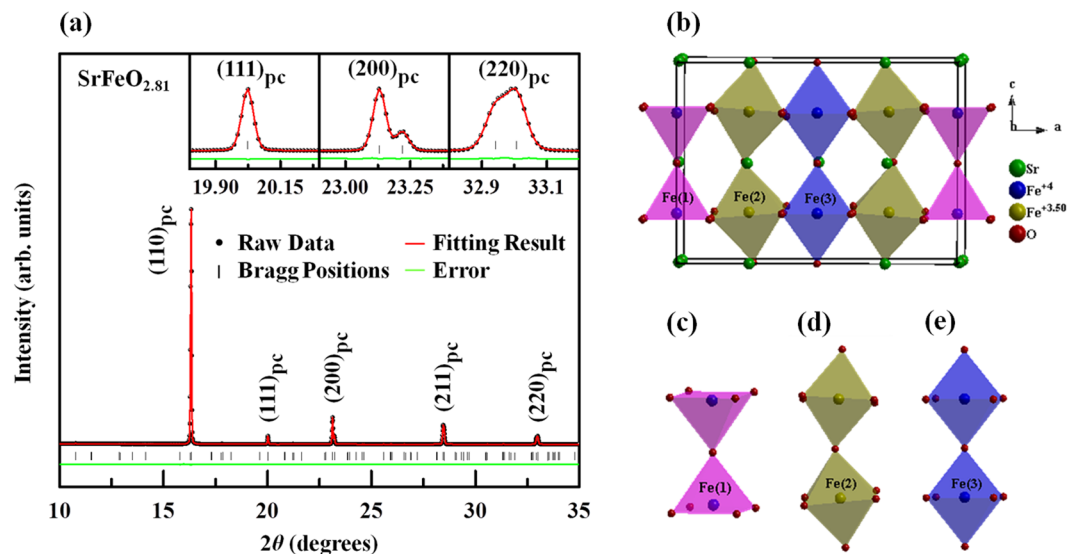 (a)
SrFeO2.81
(111)pc
(200)pc
(220)pc
19.90 20.15 23.00 23.25 32.9 33.1
(110)pc
Raw Data
Fitting Result
Bragg Positions
Error
(111)pc
(200)pc
(211)pc
(220)pc
Intensity (arb. units)
10 15 20 25 30 35
2θ (degrees)
(b)
c
b
a
Fe(1)
Fe(2)
Fe(3)
Sr
Fe+4
Fe+3.50
O
(c)
(d)
(e)
Fe(1)
Fe(2)
Fe(3)